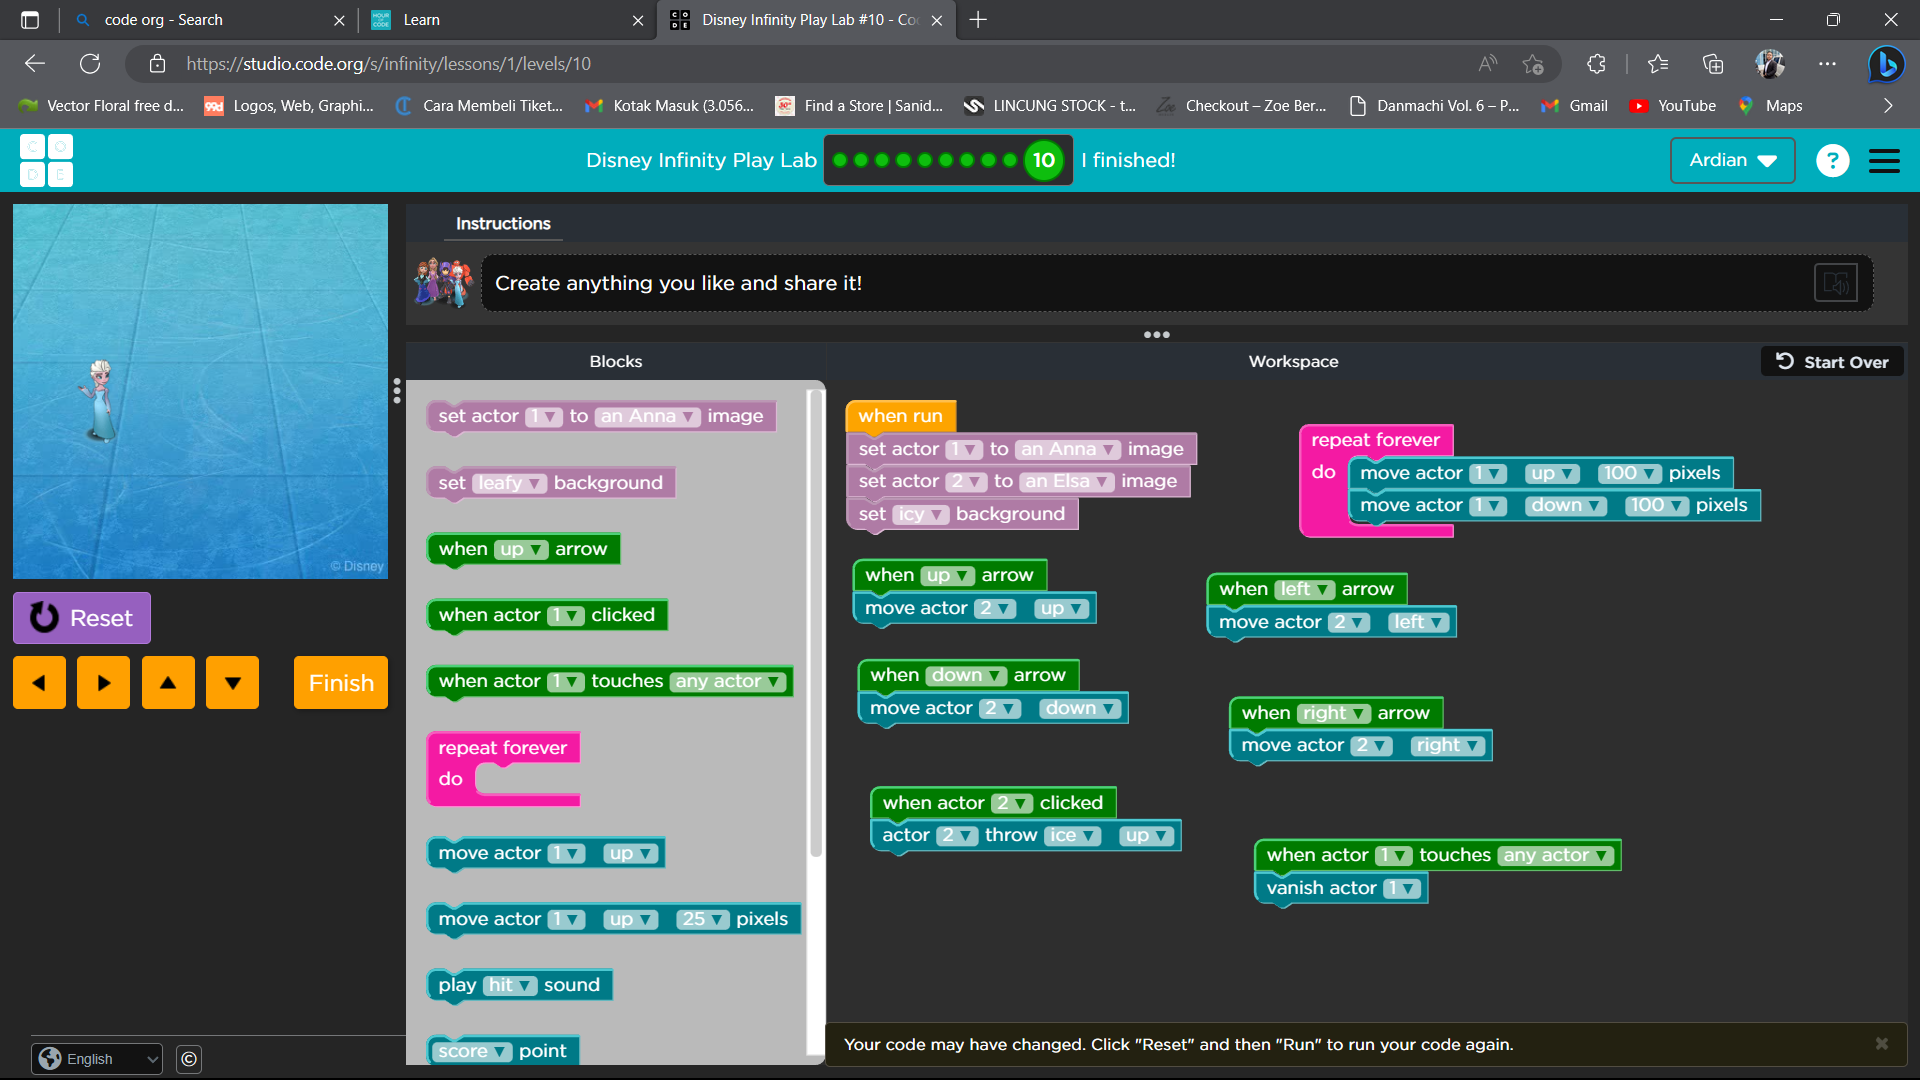 code org - Search
Learn
Disney Infinity Play Lab #10 - Co
https://studio.code.org/s/infinity/lessons/1/levels/10
Vector Floral free d...
Logos, Web, Graphi...
Cara Membeli Tiket...
Kotak Masuk (3.056...
Find a Store | Sanid...
LINCUNG STOCK - t...
Checkout – Zoe Ber...
Danmachi Vol. 6 – P...
Gmail
YouTube
Maps
C O D E
Disney Infinity Play Lab
10
I finished!
Ardian
?
Instructions
Create anything you like and share it!
© Disney
Reset
Finish
Blocks
Workspace
Start Over
set actor 1 to an Anna image
set leafy background
when up arrow
when actor 1 clicked
when actor 1 touches any actor
repeat forever
do
move actor 1 up
move actor 1 up 25 pixels
play hit sound
score point
when run
set actor 1 to an Anna image
set actor 2 to an Elsa image
set icy background
repeat forever
do move actor 1 up 100 pixels
move actor 1 down 100 pixels
when up arrow
move actor 2 up
when left arrow
move actor 2 left
when down arrow
move actor 2 down
when right arrow
move actor 2 right
when actor 2 clicked
actor 2 throw ice up
when actor 1 touches any actor
vanish actor 1
Your code may have changed. Click "Reset" and then "Run" to run your code again.
English
©